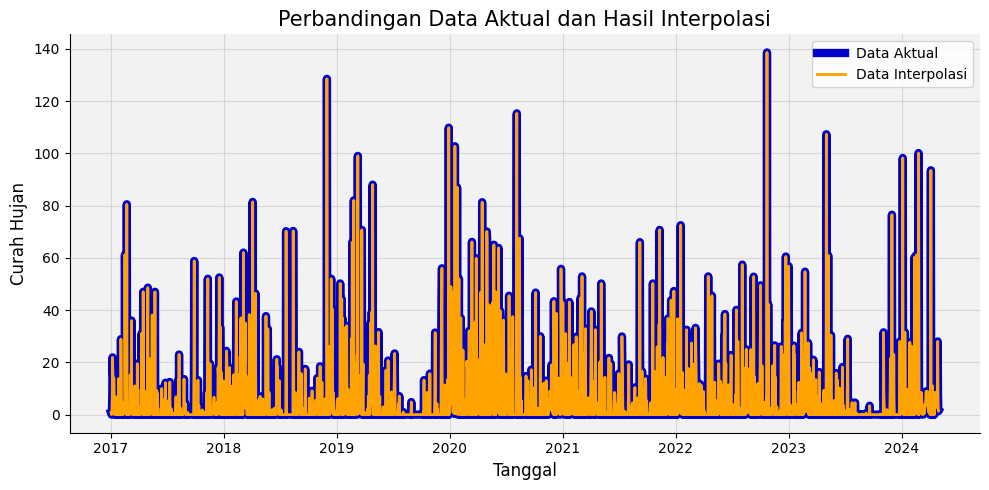 Perbandingan Data Aktual dan Hasil Interpolasi
Data Aktual
Data Interpolasi
Curah Hujan
140
120
100
80
60
40
20
0
2017 2018 2019 2020 2021 2022 2023 2024
Tanggal